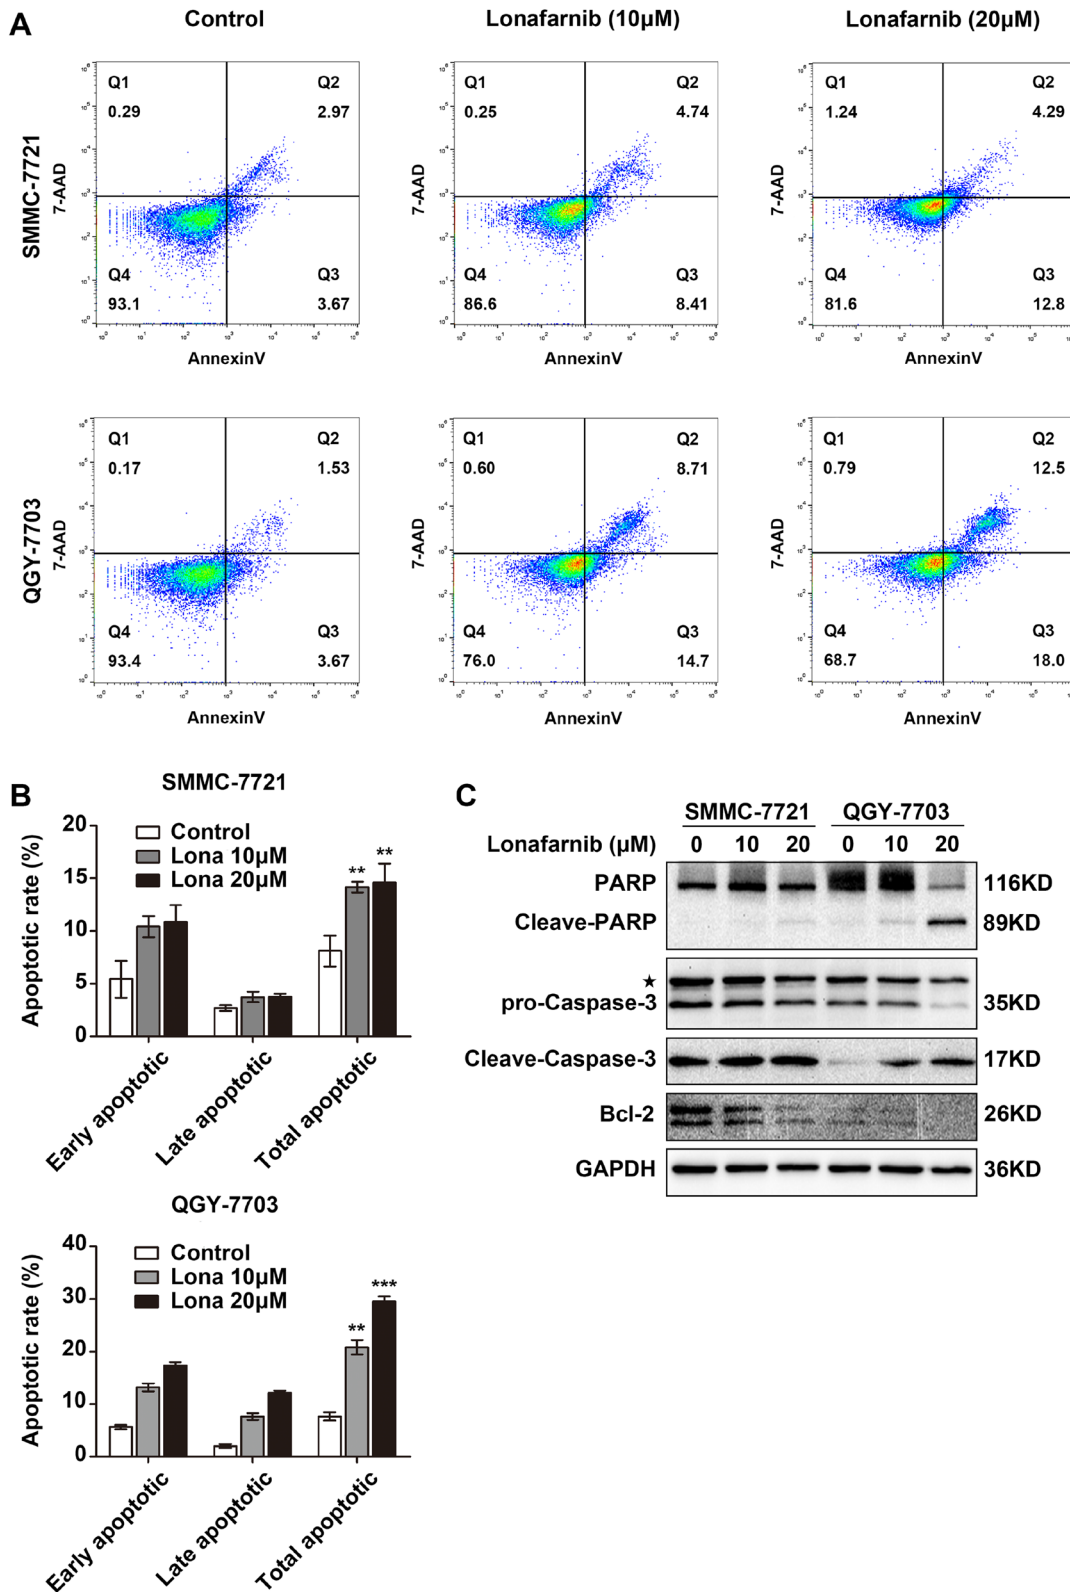 A
Control
Lonafarnib (10µM)
Lonafarnib (20µM)
SMMC-7721
7-AAD
Q1
0.29
Q2
2.97
Q4
93.1
Q3
3.67
AnnexinV
7-AAD
Q1
0.25
Q2
4.74
Q4
86.6
Q3
8.41
AnnexinV
7-AAD
Q1
1.24
Q2
4.29
Q4
81.6
Q3
12.8
AnnexinV
QGY-7703
7-AAD
Q1
0.17
Q2
1.53
Q4
93.4
Q3
3.67
AnnexinV
7-AAD
Q1
0.60
Q2
8.71
Q4
76.0
Q3
14.7
AnnexinV
7-AAD
Q1
0.79
Q2
12.5
Q4
68.7
Q3
18.0
AnnexinV
B
SMMC-7721
Apoptotic rate (%)
20
15
10
5
0
Control
Lona 10µM
Lona 20µM
** **
Early apoptotic
Late apoptotic
Total apoptotic
QGY-7703
Apoptotic rate (%)
40
30
20
10
0
Control
Lona 10µM
Lona 20µM
** ***
Early apoptotic
Late apoptotic
Total apoptotic
C
SMMC-7721 QGY-7703
Lonafarnib (µM) 0 10 20 0 10 20
PARP 116KD
Cleave-PARP 89KD
★
pro-Caspase-3 35KD
Cleave-Caspase-3 17KD
Bcl-2 26KD
GAPDH 36KD